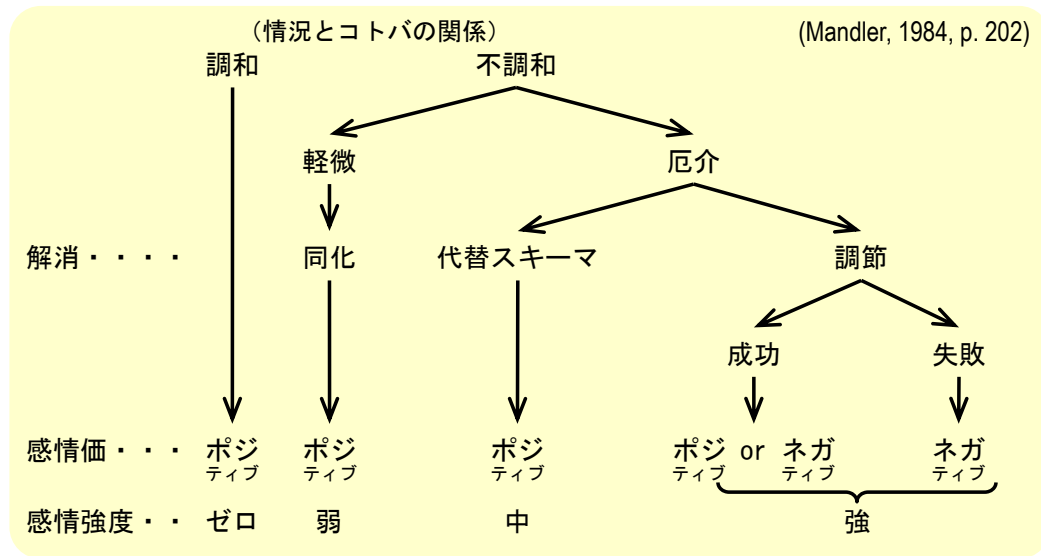 （情況とコトバの関係） (Mandler, 1984, p. 202)
調和 不調和
軽微 厄介
解消・・・・ 同化 代替スキーマ 調節
成功 失敗
感情価・・・ ポジティブ ポジティブ ポジティブ ポジティブ or ネガティブ ネガティブ
感情強度・・ ゼロ 弱 中 強